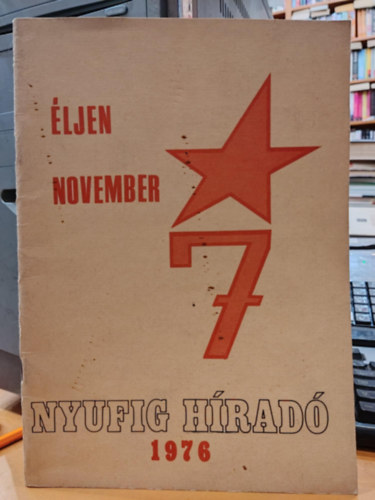 ÉLJEN
NOVEMBER
7
NYUFIG HÍRADÓ
1976